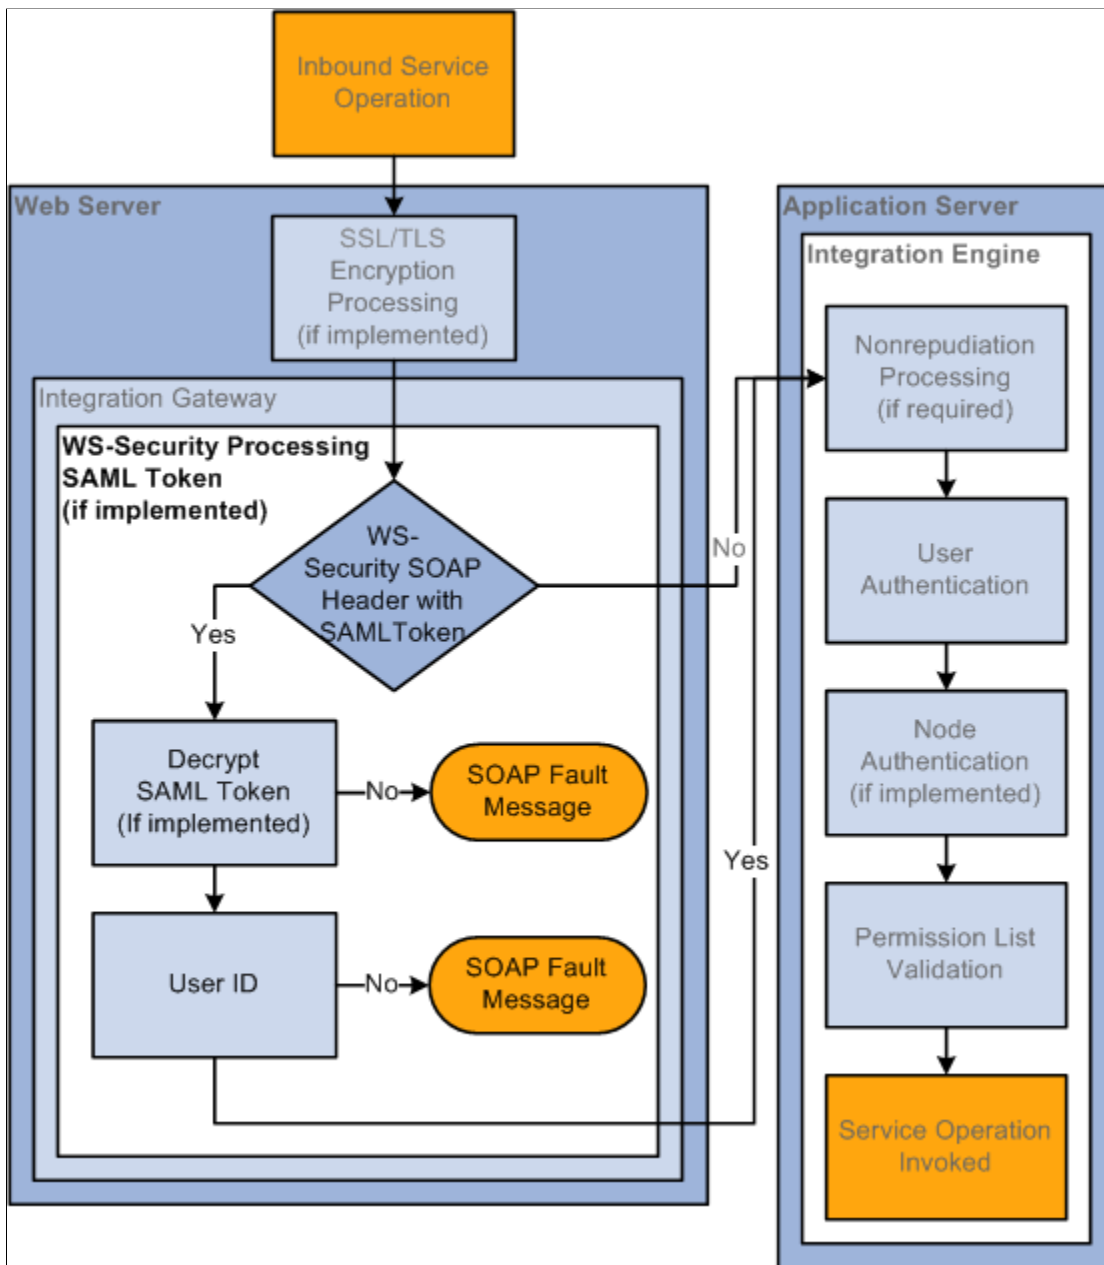 Inbound Service
Operation
Web Server
SSL/TLS
Encryption
Processing
(if implemented)
Integration Gateway
WS-Security Processing
SAML Token
(if implemented)
WS-
Security SOAP
Header with
SAMLToken
No
Yes
Decrypt
SAML Token
(If implemented)
No
SOAP Fault
Message
Yes
User ID
No
SOAP Fault
Message
Application Server
Integration Engine
Nonrepudiation
Processing
(if required)
User
Authentication
Node
Authentication
(if implemented)
Permission List
Validation
Service Operation
Invoked